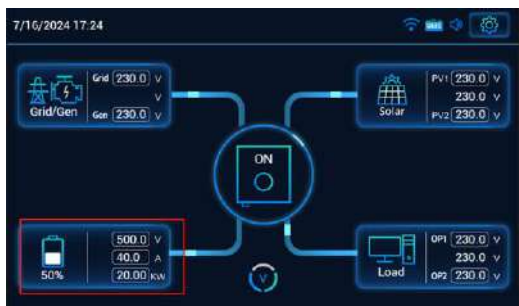 7/16/2024 17:24
Grid 230.0 V
V
Gen 230.0 V
Grid/Gen
PV1 230.0 V
230.0 V
PV2 230.0 V
Solar
ON
500.0 V
40.0 A
20.00 KW
50%
V
OP1 230.0 V
230.0 V
OP2 230.0 V
Load